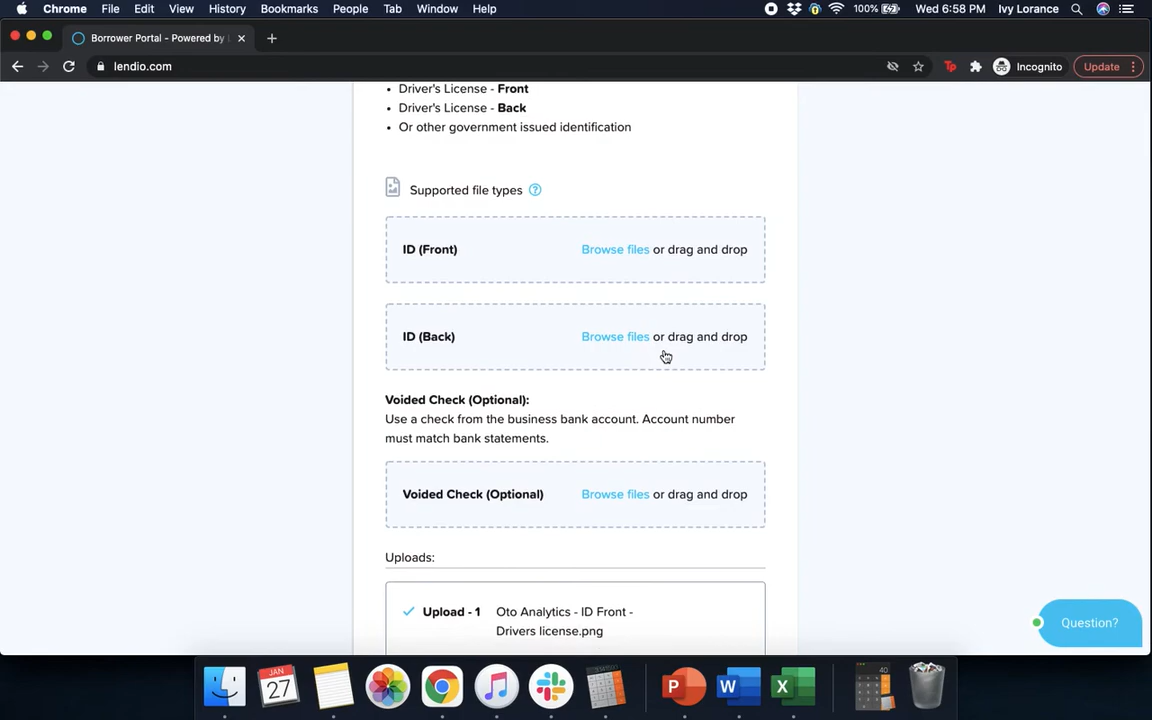 Chrome File Edit View History Bookmarks People Tab Window Help 100% Wed 6:58 PM Ivy Lorance
Borrower Portal - Powered by
lendio.com Incognito Update
Driver's License - Front
Driver's License - Back
Or other government issued identification
Supported file types ?
ID (Front) Browse files or drag and drop
ID (Back) Browse files or drag and drop
Voided Check (Optional):
Use a check from the business bank account. Account number
must match bank statements.
Voided Check (Optional) Browse files or drag and drop
Uploads:
Upload - 1 Oto Analytics - ID Front -
Drivers license.png
Question?
JAN
27
P W X 40